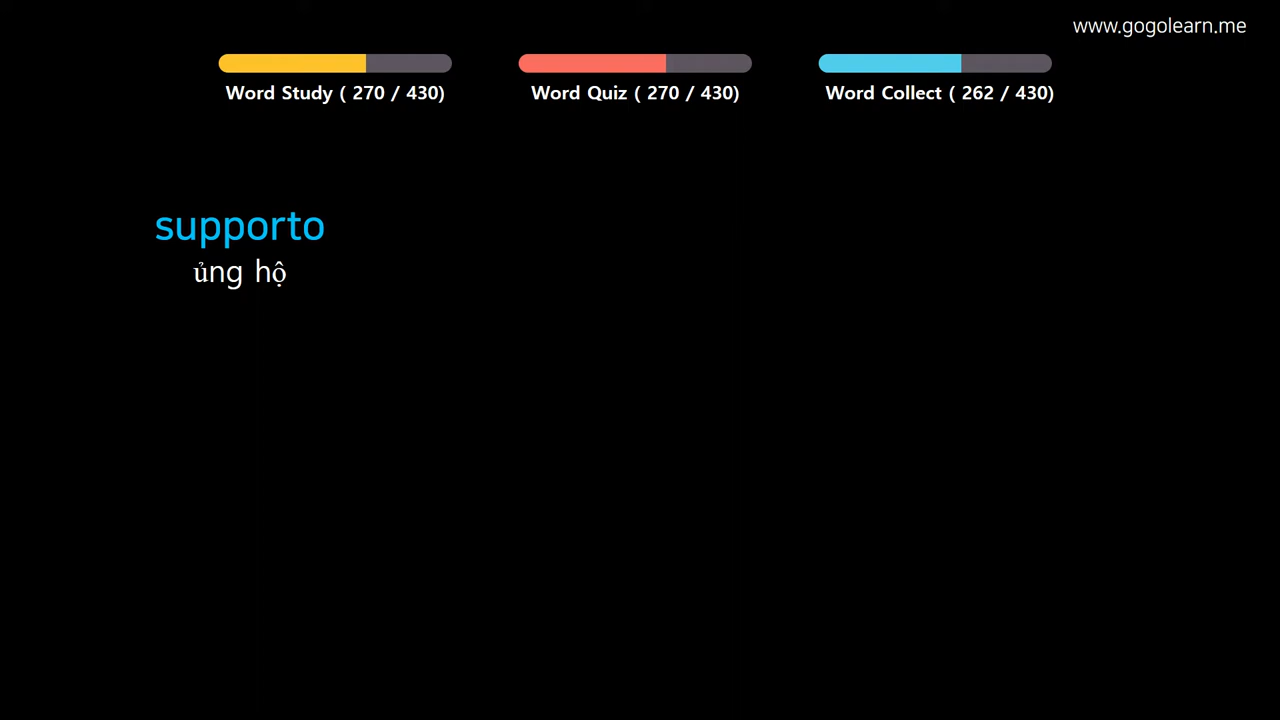 www.gogolearn.me
Word Study ( 270 / 430)
Word Quiz ( 270 / 430)
Word Collect ( 262 / 430)
supporto
ủng hộ